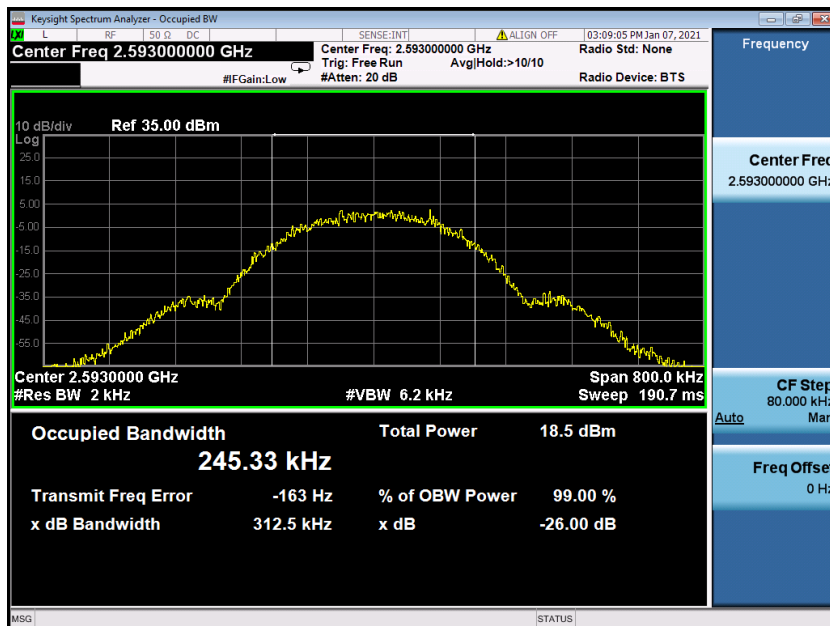 Keysight Spectrum Analyzer - Occupied BW
LXI L RF 50 Ω DC SENSE:INT ALIGN OFF 03:09:05 PM Jan 07, 2021
Center Freq 2.593000000 GHz
Center Freq: 2.593000000 GHz
Radio Std: None
Trig: Free Run Avg|Hold:>10/10
#IFGain:Low #Atten: 20 dB Radio Device: BTS
10 dB/div Ref 35.00 dBm
Log
25.0
15.0
5.00
-5.00
-15.0
-25.0
-35.0
-45.0
-55.0
Center 2.5930000 GHz Span 800.0 kHz
#Res BW 2 kHz #VBW 6.2 kHz Sweep 190.7 ms
Occupied Bandwidth Total Power 18.5 dBm
245.33 kHz
Transmit Freq Error -163 Hz % of OBW Power 99.00 %
x dB Bandwidth 312.5 kHz x dB -26.00 dB
Frequency
Center Freq
2.593000000 GHz
CF Step
80.000 kHz
Auto Man
Freq Offset
0 Hz
MSG STATUS